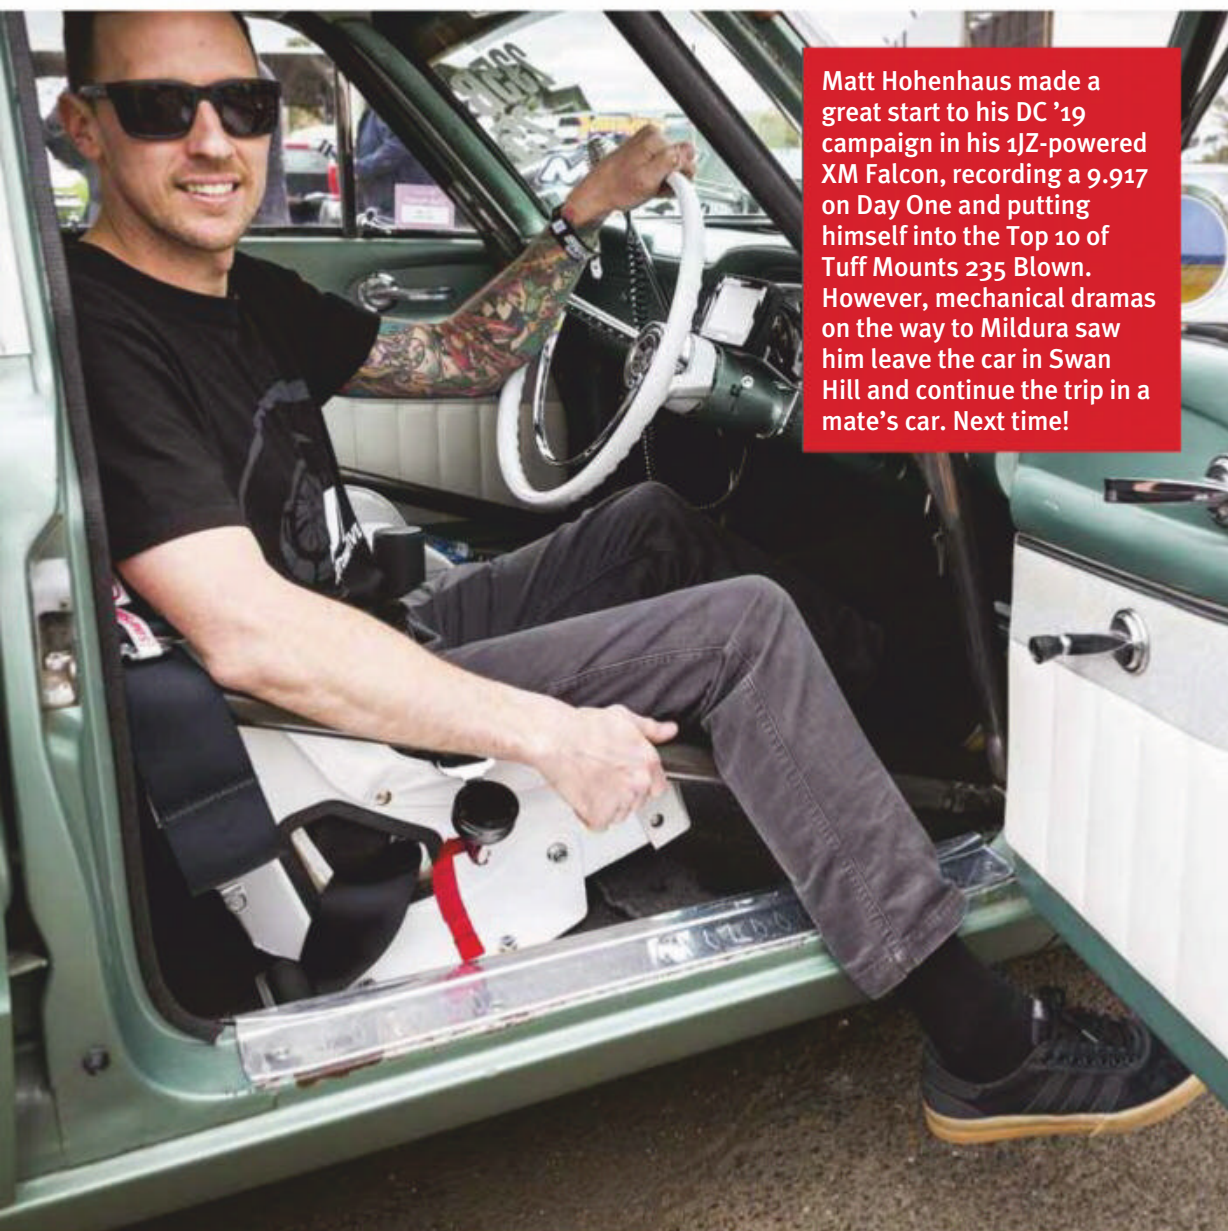 Matt Hohenhaus made a
great start to his DC ’19
campaign in his 1JZ-powered
XM Falcon, recording a 9.917
on Day One and putting
himself into the Top 10 of
Tuff Mounts 235 Blown.
However, mechanical dramas
on the way to Mildura saw
him leave the car in Swan
Hill and continue the trip in a
mate’s car. Next time!